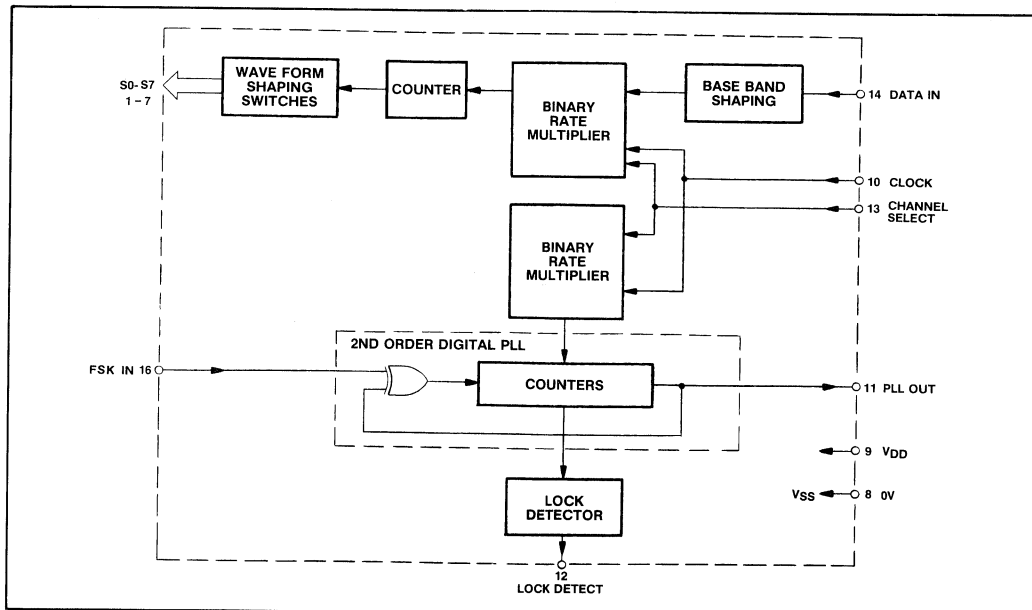 S0-S7
1-7
WAVE FORM
SHAPING
SWITCHES
COUNTER
BINARY
RATE
MULTIPLIER
BASE BAND
SHAPING
14 DATA IN
10 CLOCK
13 CHANNEL
SELECT
BINARY
RATE
MULTIPLIER
2ND ORDER DIGITAL PLL
FSK IN 16
COUNTERS
11 PLL OUT
9 VDD
VSS 8 0V
LOCK
DETECTOR
12
LOCK DETECT